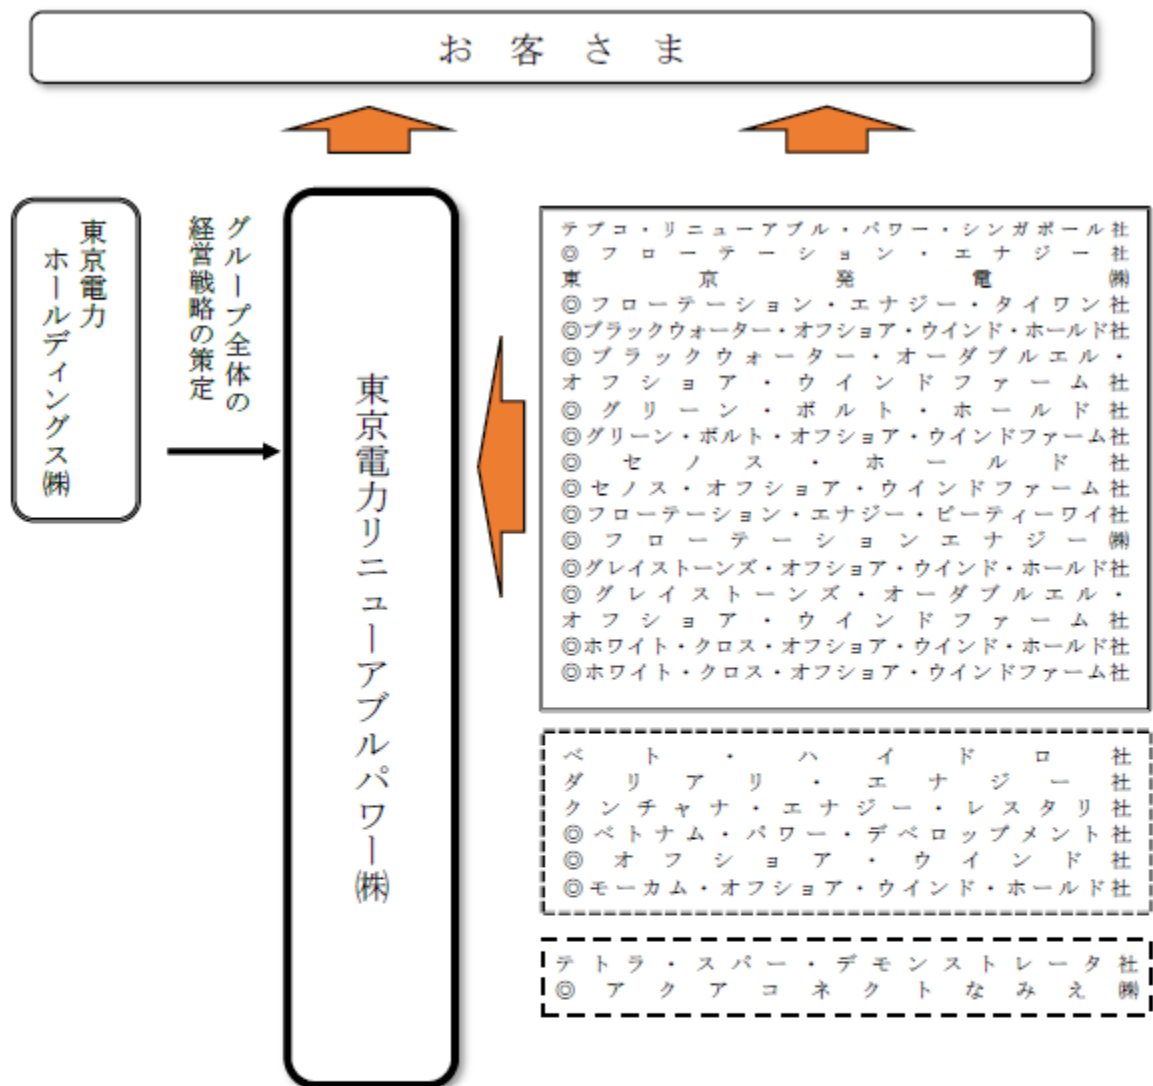 お客さま
東京電力
ホールディングス㈱
グループ全体の
経営戦略の策定
東京電力リニューアブルパワー㈱
テプコ・リニューアブル・パワー・シンガポール社
◎フローテーション・エナジー社
東京発電㈱
◎フローテーション・エナジー・タイワン社
◎ブラックウォーター・オフショア・ウインド・ホールド社
◎ブラックウォーター・オーダブルエル・
オフショア・ウインドファーム社
◎グリーン・ボルト・ホールド社
◎グリーン・ボルト・オフショア・ウインドファーム社
◎セノス・ホールド社
◎セノス・オフショア・ウインドファーム社
◎フローテーション・エナジー・ピーティーワイ社
◎フローテーションエナジー㈱
◎グレイストーンズ・オフショア・ウインド・ホールド社
◎グレイストーンズ・オーダブルエル・
オフショア・ウインドファーム社
◎ホワイト・クロス・オフショア・ウインド・ホールド社
◎ホワイト・クロス・オフショア・ウインドファーム社
ベト・ハイドロ社
ダリアリ・エナジー社
クンチャナ・エナジー・レスタリ社
◎ベトナム・パワー・デベロップメント社
◎オフショア・ウインド社
◎モーカム・オフショア・ウインド・ホールド社
テトラ・スパー・デモンストレータ社
◎アクアコネクトなみえ㈱